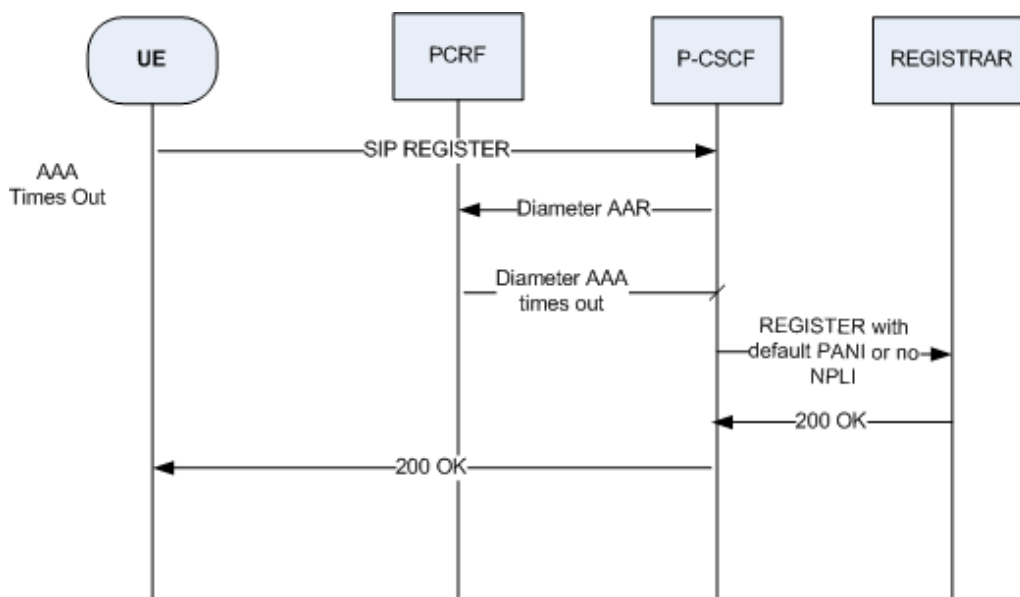 UE
PCRF
P-CSCF
REGISTRAR
SIP REGISTER
AAA
Times Out
Diameter AAR
Diameter AAA
times out
REGISTER with
default PANI or no
NPLI
200 OK
200 OK